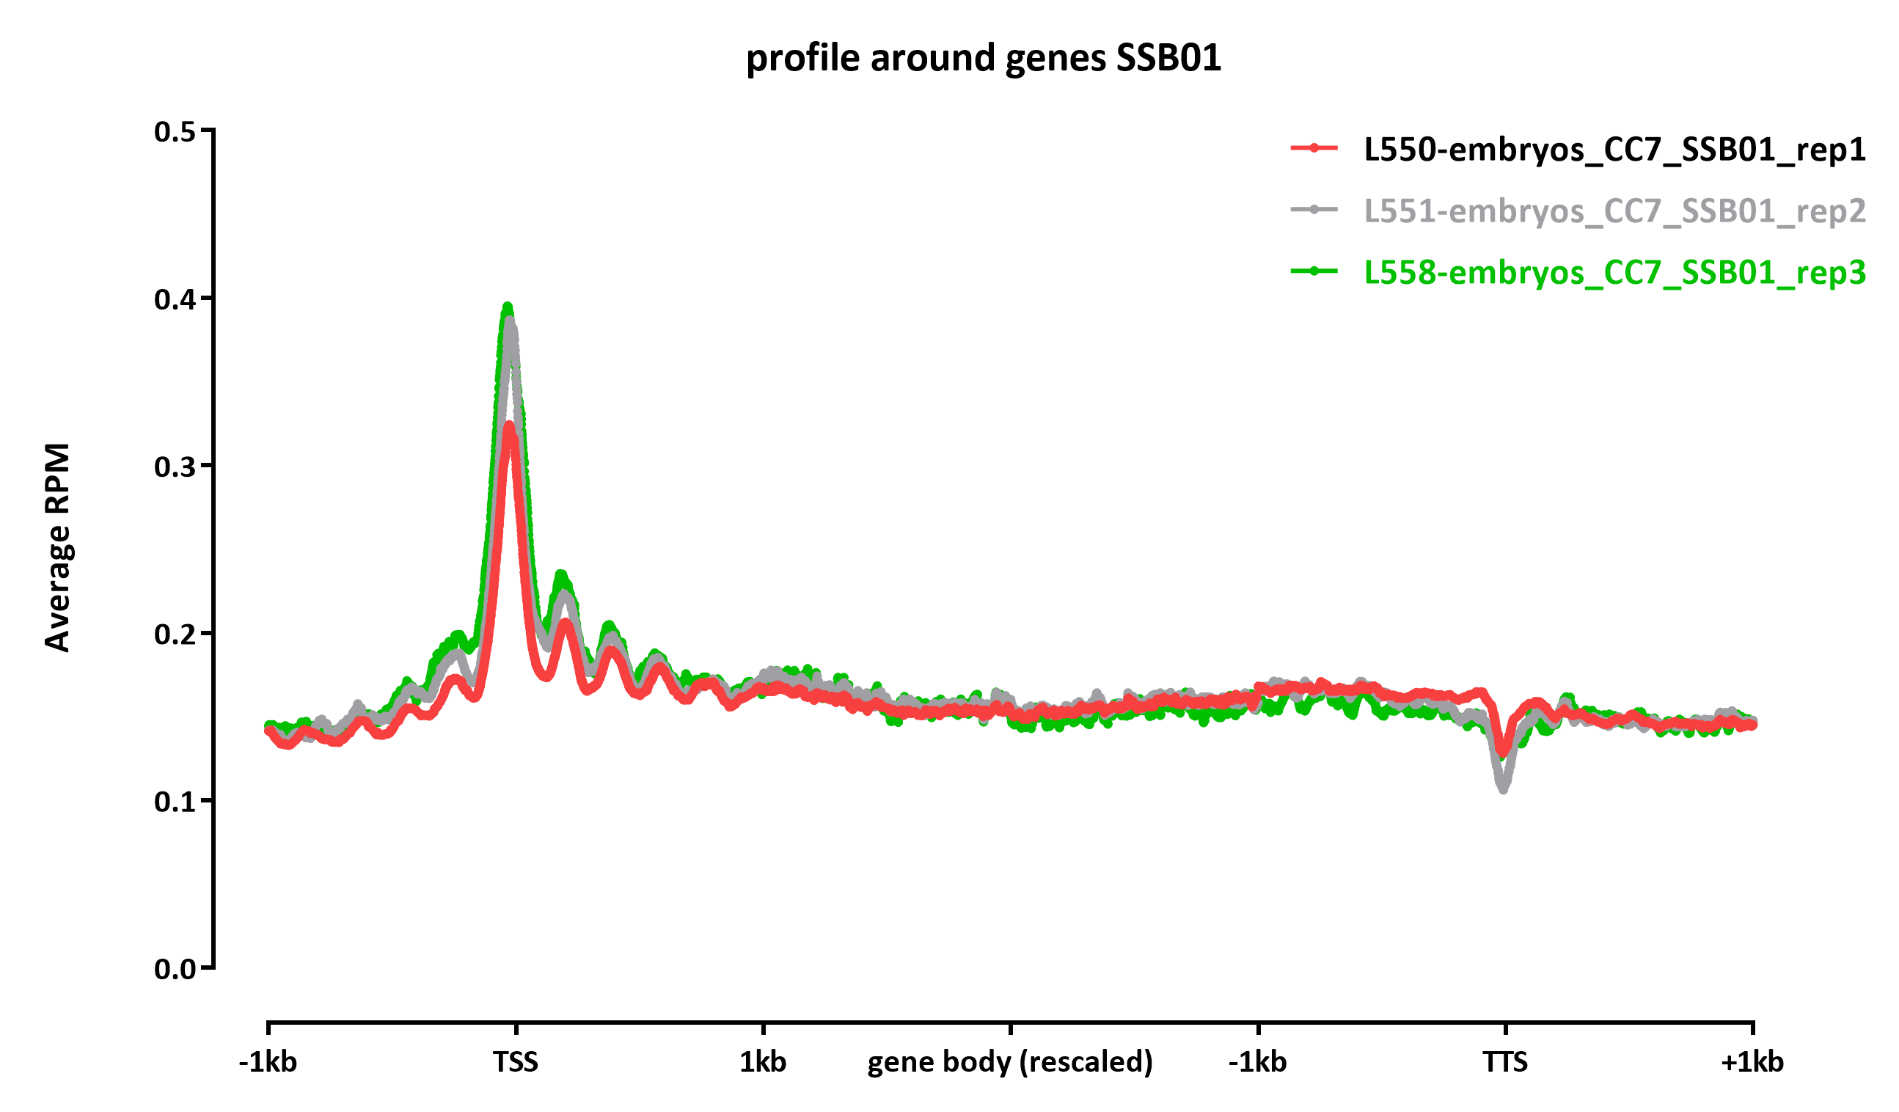 profile around genes SSB01
L550-embryos_CC7_SSB01_rep1
L551-embryos_CC7_SSB01_rep2
L558-embryos_CC7_SSB01_rep3
Average RPM
0.5
0.4
0.3
0.2
0.1
0.0
-1kb TSS 1kb gene body (rescaled) -1kb TTS +1kb